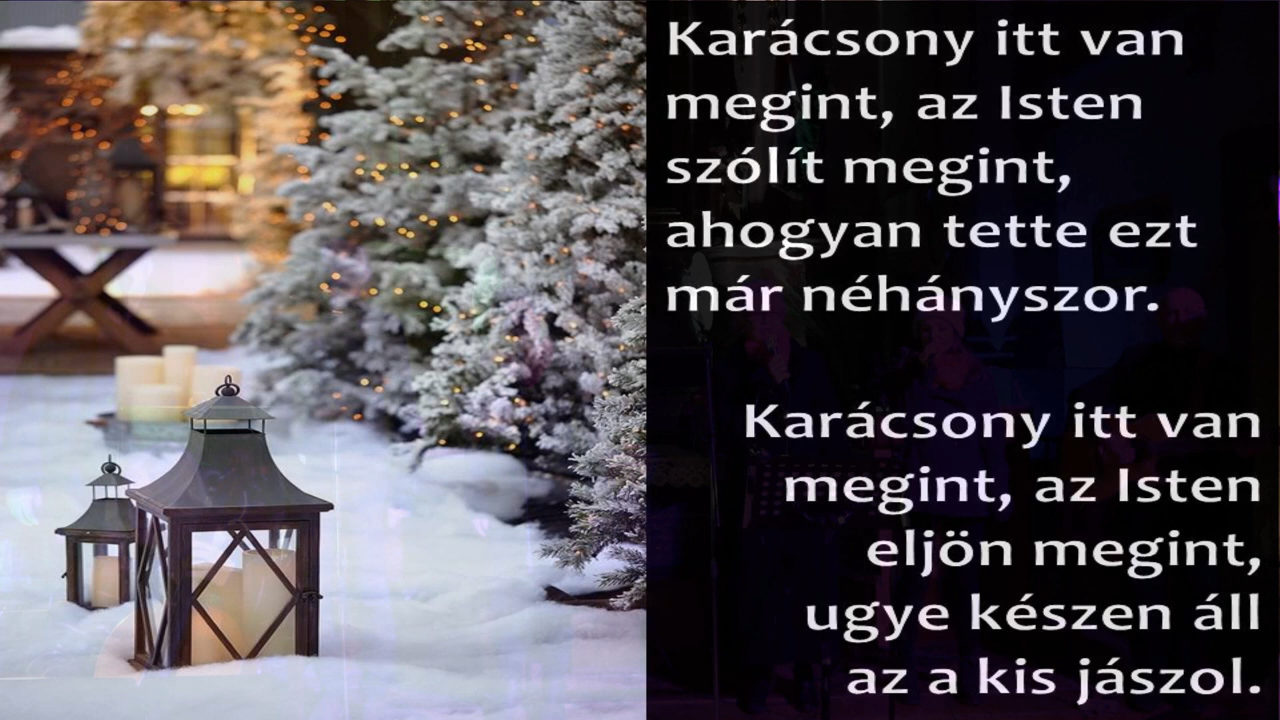 Karácsony itt van
megint, az Isten
szólít megint,
ahogyan tette ezt
már néhányszor.
Karácsony itt van
megint, az Isten
eljön megint,
ugye készen áll
az a kis jászol.